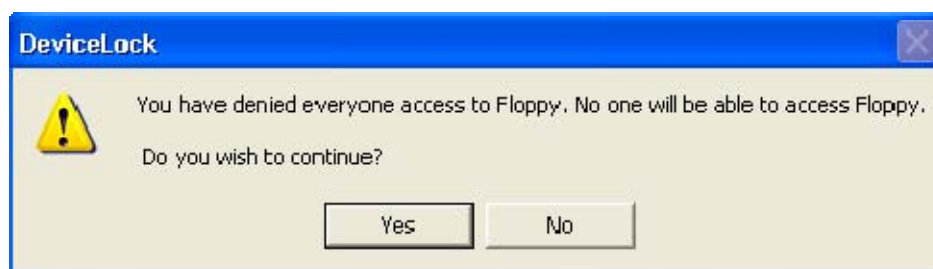 DeviceLock
You have denied everyone access to Floppy. No one will be able to access Floppy.
Do you wish to continue?
Yes No